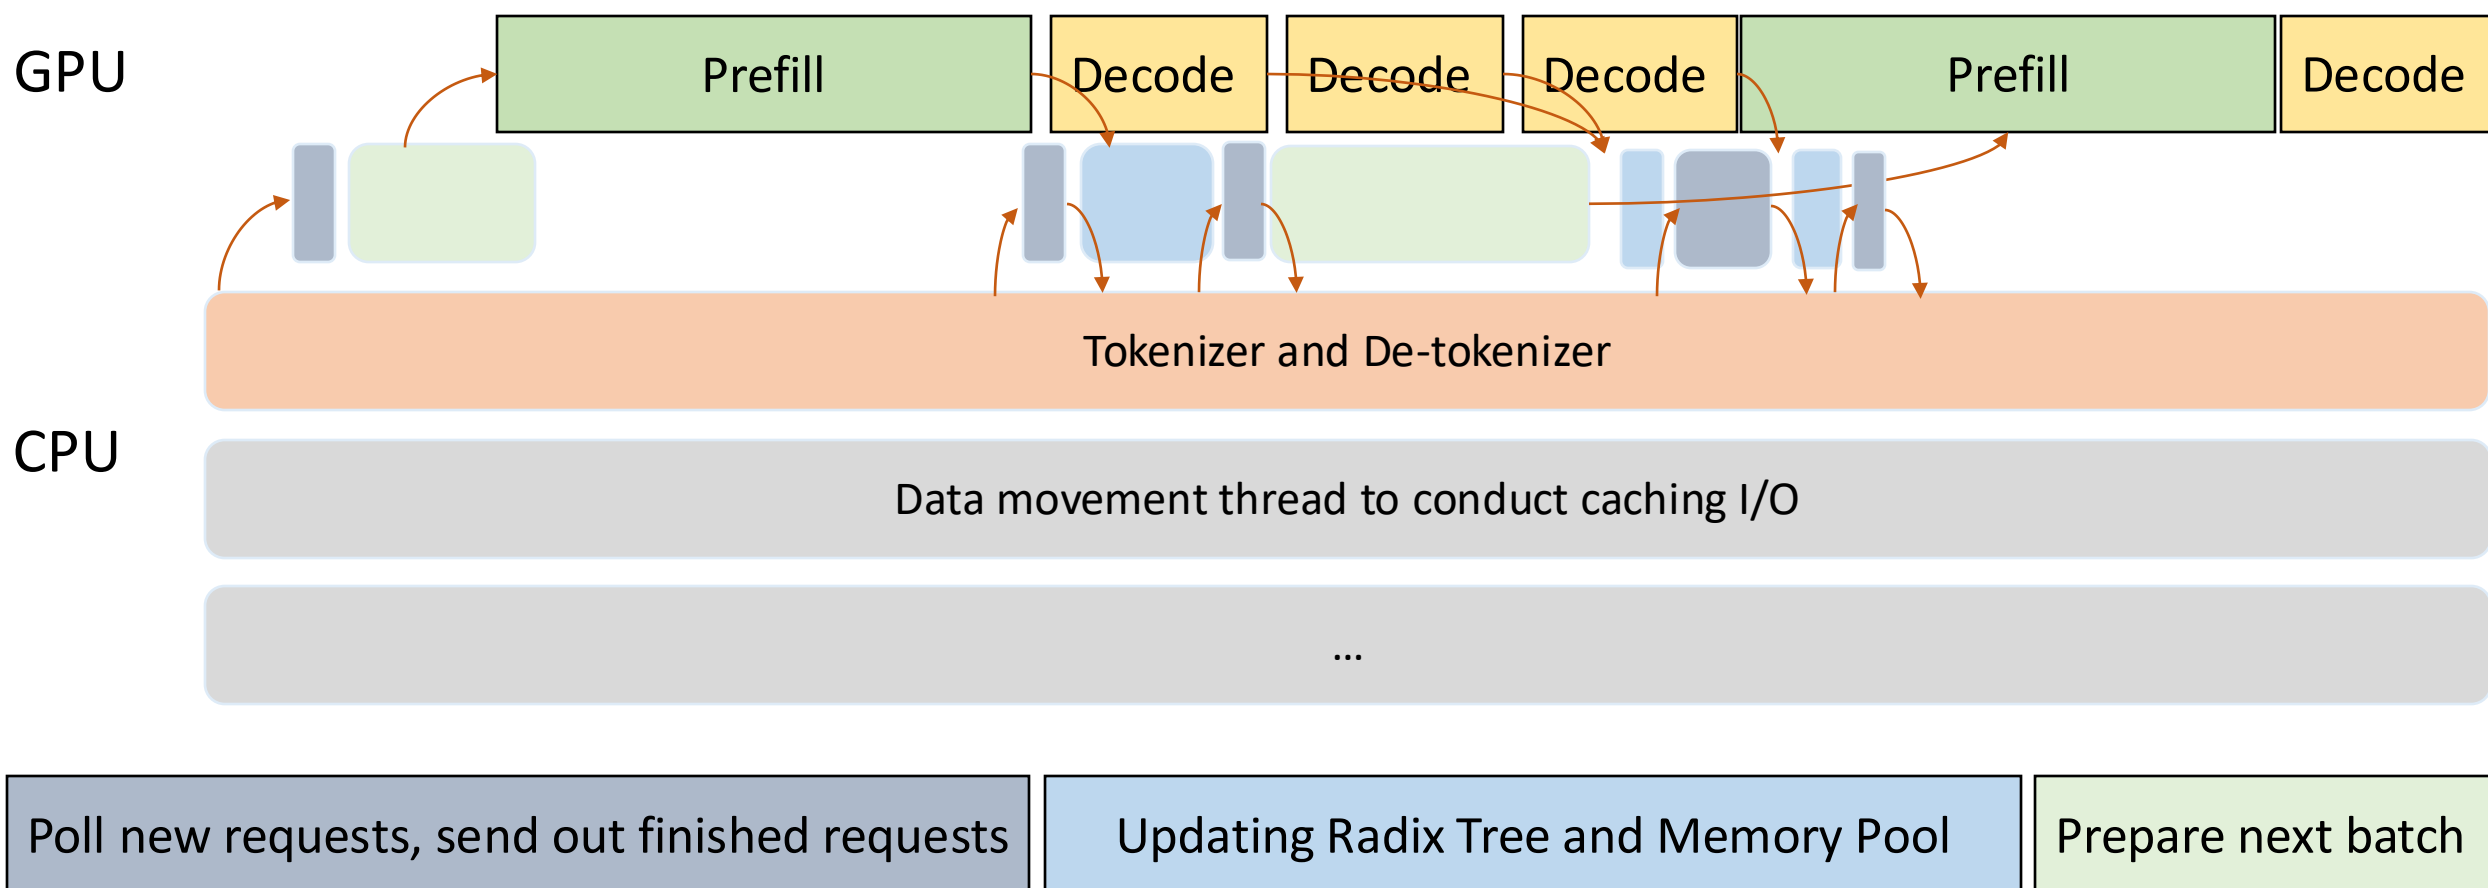 GPU
Prefill
Decode
Decode
Decode
Prefill
Decode
Tokenizer and De-tokenizer
CPU
Data movement thread to conduct caching I/O
...
Poll new requests, send out finished requests
Updating Radix Tree and Memory Pool
Prepare next batch